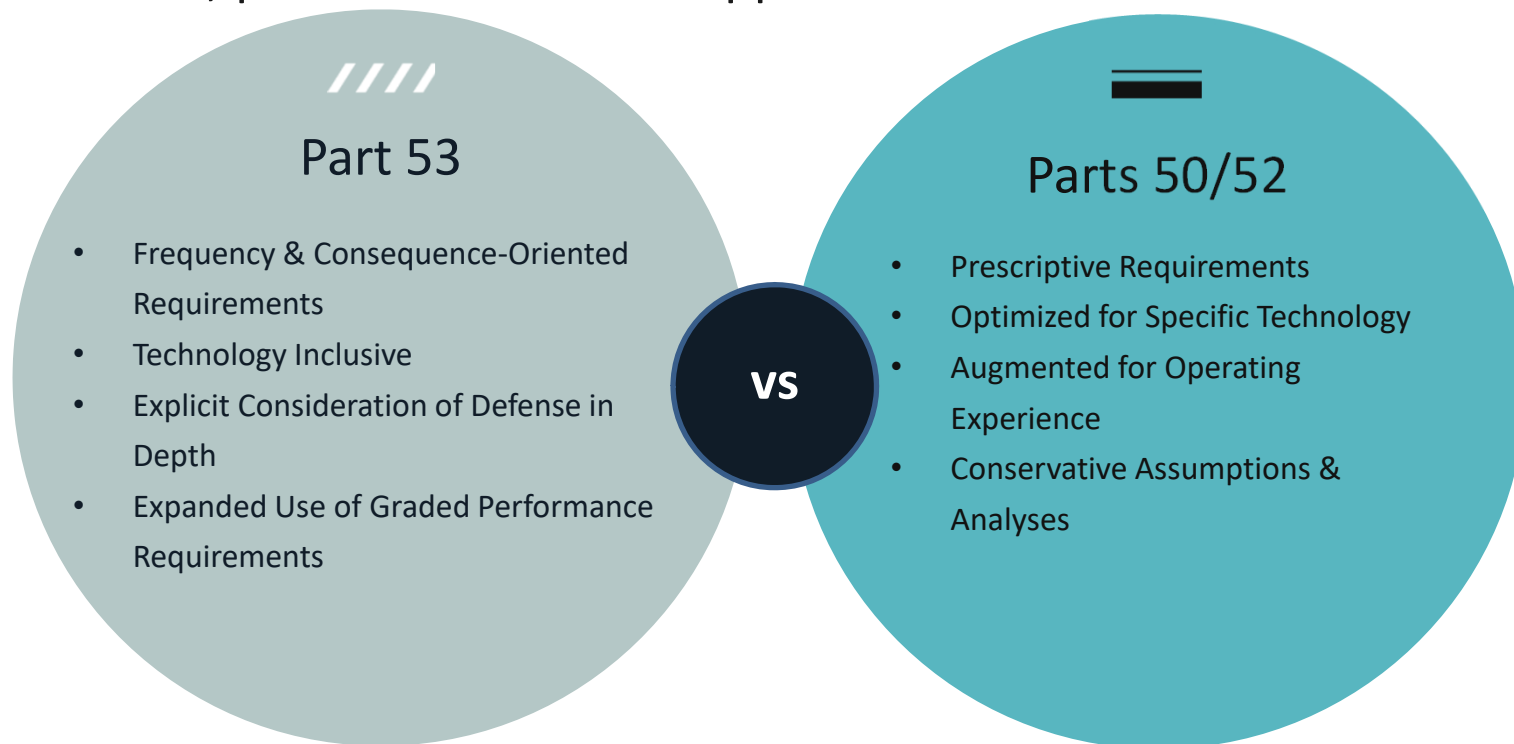 Part 53
• Frequency & Consequence-Oriented
Requirements
• Technology Inclusive
• Explicit Consideration of Defense in
Depth
• Expanded Use of Graded Performance
Requirements
vs
Parts 50/52
• Prescriptive Requirements
• Optimized for Specific Technology
• Augmented for Operating
Experience
• Conservative Assumptions &
Analyses